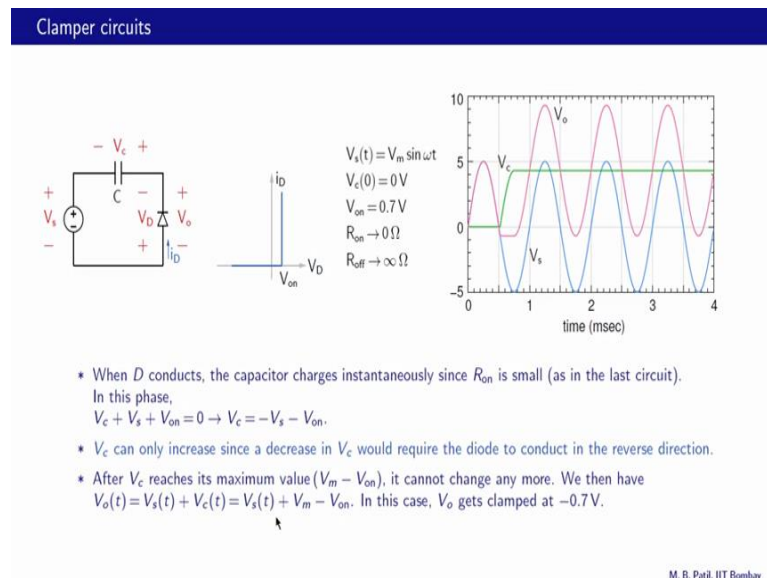 Clamper circuits
− V_c +
C
+
V_s
−
−
V_D
+
+
V_o
−
i_D
i_D
V_D
V_on
V_s(t) = V_m sin ωt
V_c(0) = 0 V
V_on = 0.7 V
R_on → 0 Ω
R_off → ∞ Ω
10
5
0
−5
V_o
V_c
V_s
0 1 2 3 4
time (msec)
* When D conducts, the capacitor charges instantaneously since R_on is small (as in the last circuit).
In this phase,
V_c + V_s + V_on = 0 → V_c = −V_s − V_on.
* V_c can only increase since a decrease in V_c would require the diode to conduct in the reverse direction.
* After V_c reaches its maximum value (V_m − V_on), it cannot change any more. We then have
V_o(t) = V_s(t) + V_c(t) = V_s(t) + V_m − V_on. In this case, V_o gets clamped at −0.7 V.
M. B. Patil, IIT Bombay